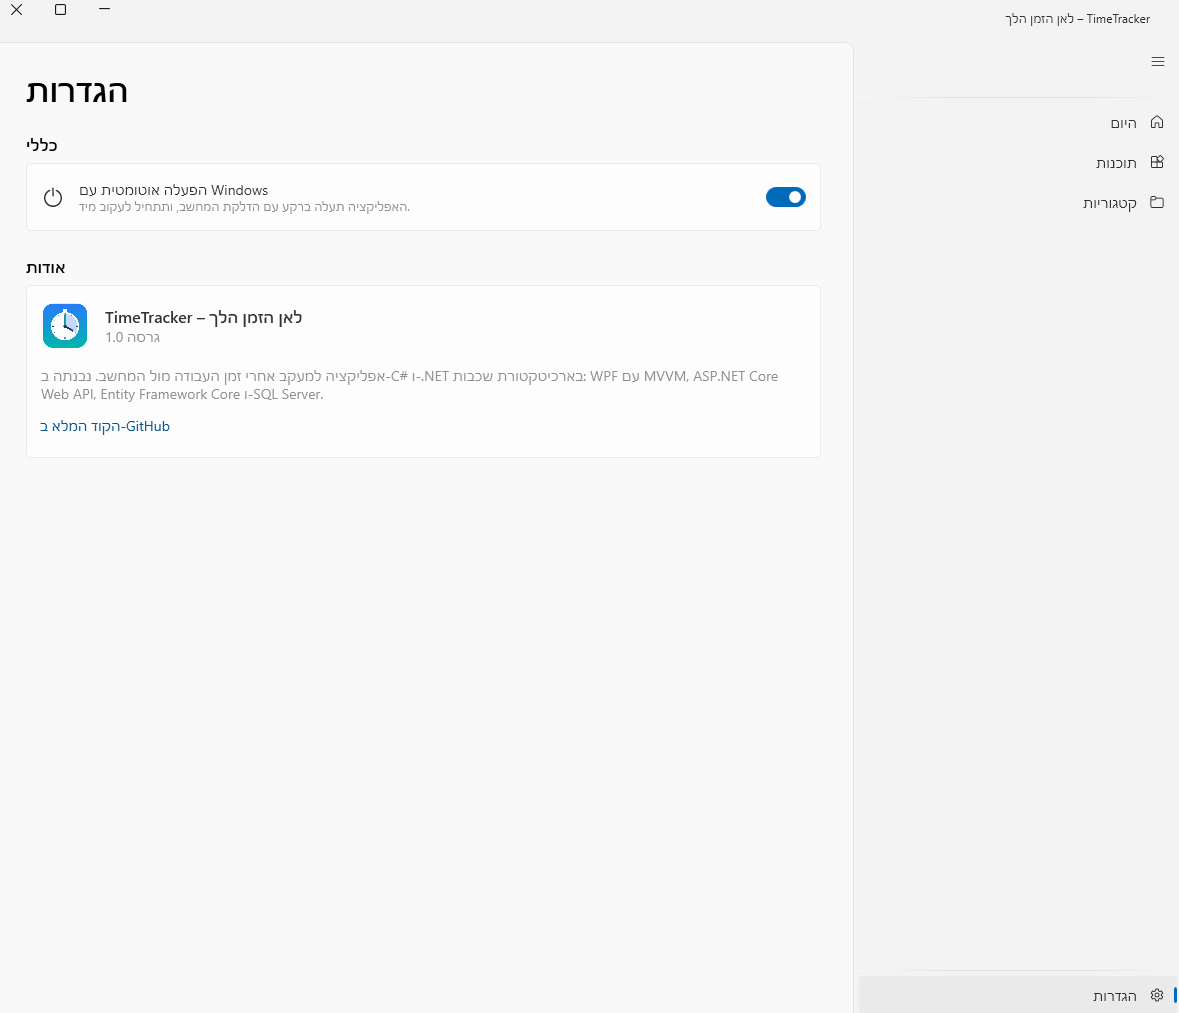 TimeTracker – לאן הזמן הלך
היום
תוכנות
קטגוריות
הגדרות
כללי
הפעלה אוטומטית עם Windows
האפליקציה תעלה ברקע עם הדלקת המחשב, ותתחיל לעקוב מיד.
אודות
TimeTracker – לאן הזמן הלך
גרסה 1.0
אפליקציה למעקב אחרי זמן העבודה מול המחשב. נבנתה ב-C# ו-.NET בארכיטקטורת שכבות: WPF עם MVVM, ASP.NET Core
Web API, Entity Framework Core ו-SQL Server.
הקוד המלא ב-GitHub
הגדרות